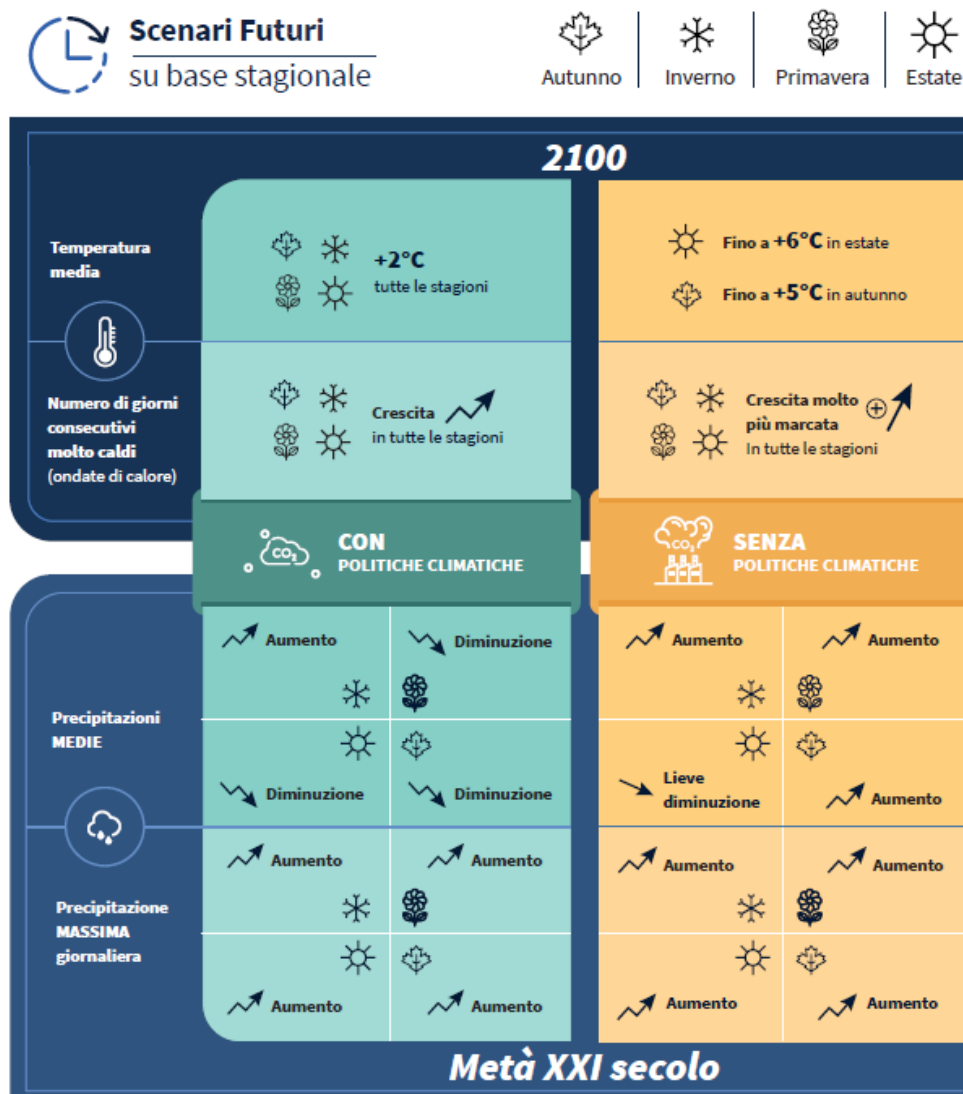 Scenari Futuri
su base stagionale
Autunno
Inverno
Primavera
Estate
2100
Temperatura
media
+2°C
tutte le stagioni
Fino a +6°C in estate
Fino a +5°C in autunno
Numero di giorni
consecutivi
molto caldi
(ondate di calore)
Crescita
in tutte le stagioni
Crescita molto
più marcata
In tutte le stagioni
CO2
CON
POLITICHE CLIMATICHE
CO2
SENZA
POLITICHE CLIMATICHE
Precipitazioni
MEDIE
Aumento
Diminuzione
Aumento
Aumento
Diminuzione
Diminuzione
Lieve
diminuzione
Aumento
Precipitazione
MASSIMA
giornaliera
Aumento
Aumento
Aumento
Aumento
Aumento
Aumento
Aumento
Aumento
Metà XXI secolo